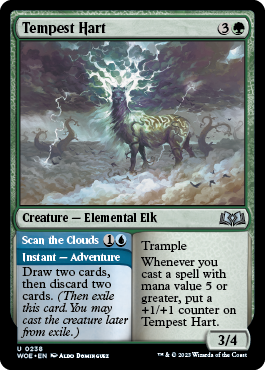 Tempest Hart 3
Creature — Elemental Elk
Scan the Clouds 1
Instant — Adventure
Draw two cards,
then discard two
cards. (Then exile
this card. You may
cast the creature later
from exile.)
Trample
Whenever you
cast a spell with
mana value 5 or
greater, put a
+1/+1 counter on
Tempest Hart.
3/4
U 0238
WOE • EN Aldo Dominguez
™ & © 2023 Wizards of the Coast